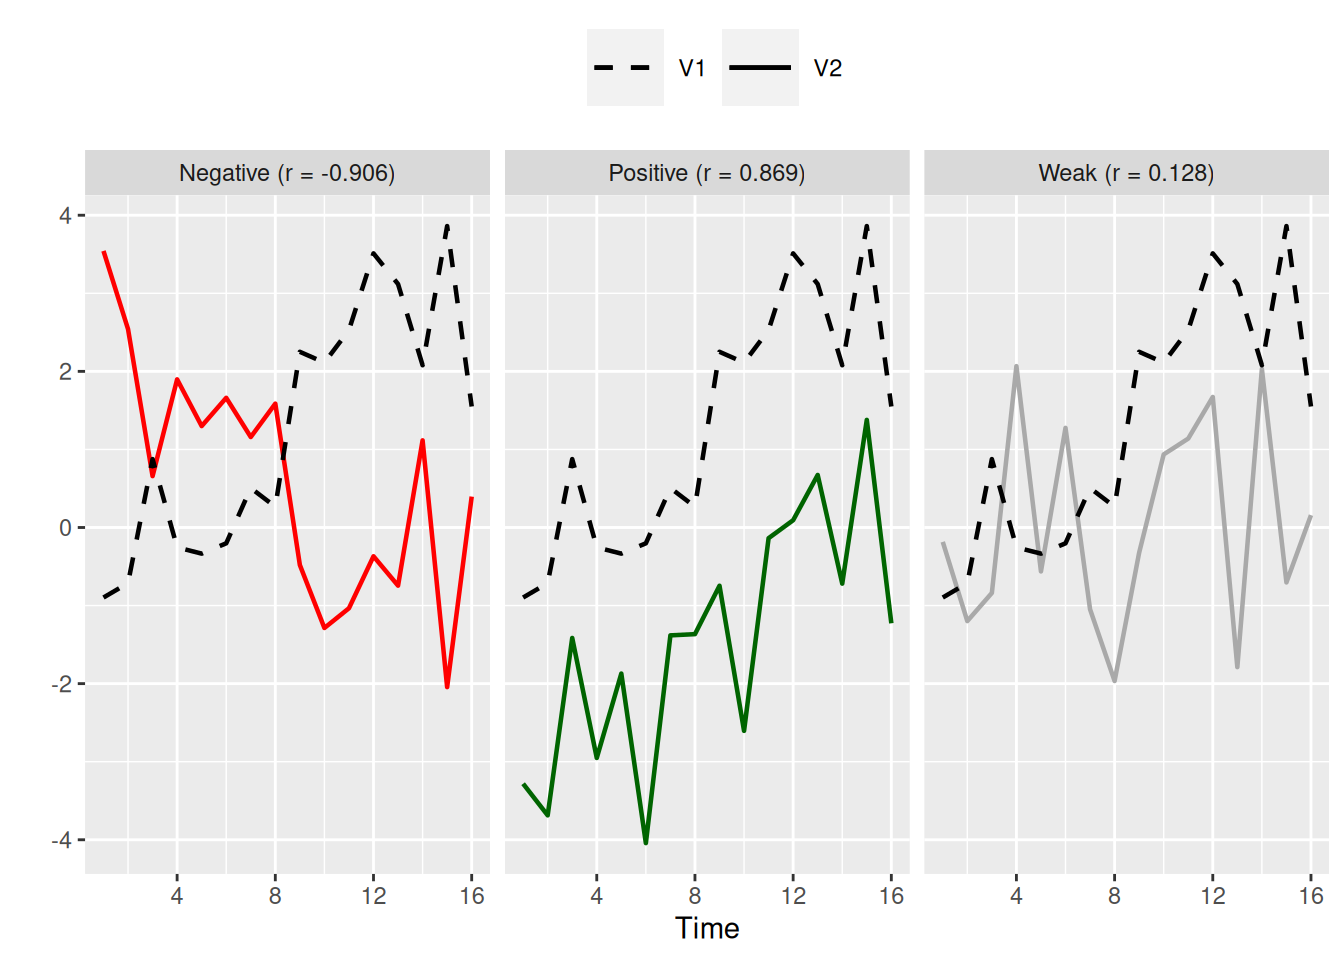 V1 V2
Negative (r = -0.906) Positive (r = 0.869) Weak (r = 0.128)
4
2
0
-2
-4
4 8 12 16 4 8 12 16 4 8 12 16
Time